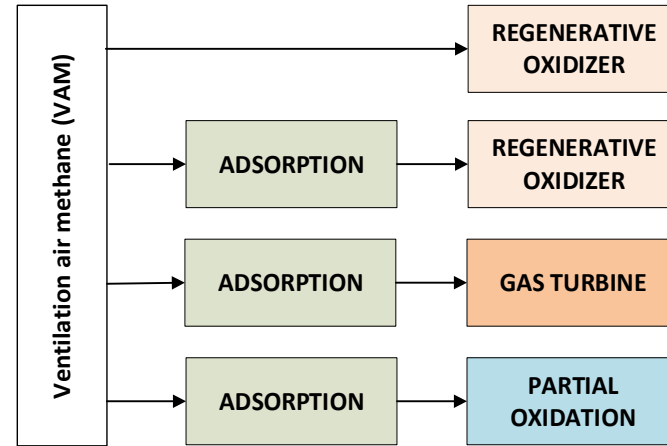 Ventilation air methane (VAM)
REGENERATIVE
OXIDIZER
ADSORPTION
REGENERATIVE
OXIDIZER
ADSORPTION
GAS TURBINE
ADSORPTION
PARTIAL
OXIDATION